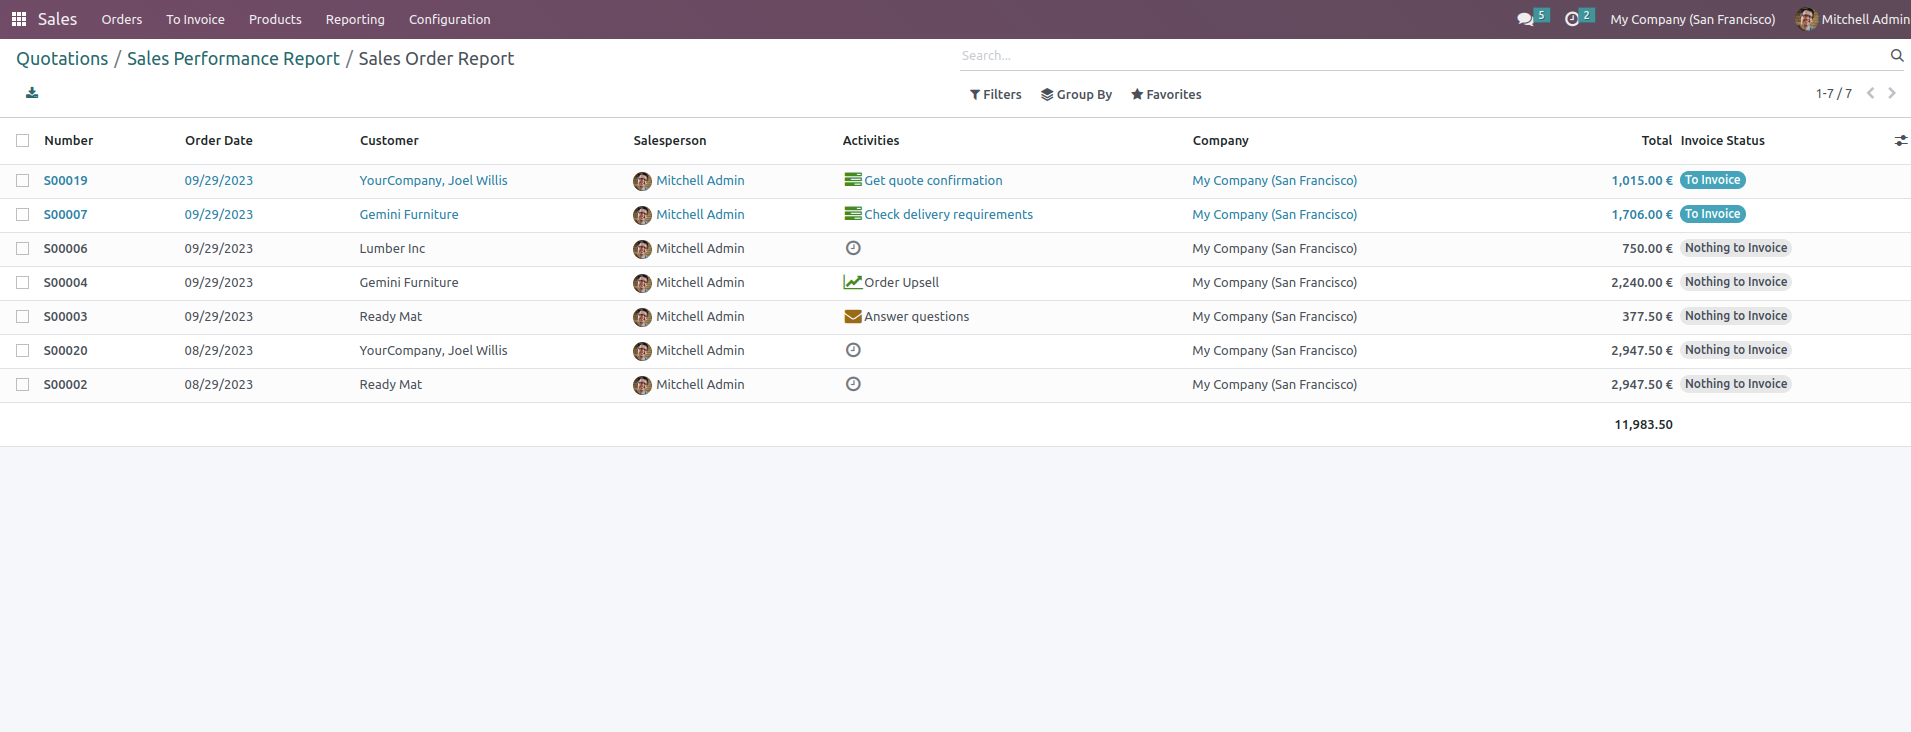 Sales Orders To Invoice Products Reporting Configuration 5 2 My Company (San Francisco) Mitchell Admin
Quotations / Sales Performance Report / Sales Order Report Search...
Filters Group By Favorites 1-7 / 7
Number Order Date Customer Salesperson Activities Company Total Invoice Status
S00019 09/29/2023 YourCompany, Joel Willis Mitchell Admin Get quote confirmation My Company (San Francisco) 1,015.00 € To Invoice
S00007 09/29/2023 Gemini Furniture Mitchell Admin Check delivery requirements My Company (San Francisco) 1,706.00 € To Invoice
S00006 09/29/2023 Lumber Inc Mitchell Admin My Company (San Francisco) 750.00 € Nothing to Invoice
S00004 09/29/2023 Gemini Furniture Mitchell Admin Order Upsell My Company (San Francisco) 2,240.00 € Nothing to Invoice
S00003 09/29/2023 Ready Mat Mitchell Admin Answer questions My Company (San Francisco) 377.50 € Nothing to Invoice
S00020 08/29/2023 YourCompany, Joel Willis Mitchell Admin My Company (San Francisco) 2,947.50 € Nothing to Invoice
S00002 08/29/2023 Ready Mat Mitchell Admin My Company (San Francisco) 2,947.50 € Nothing to Invoice
11,983.50